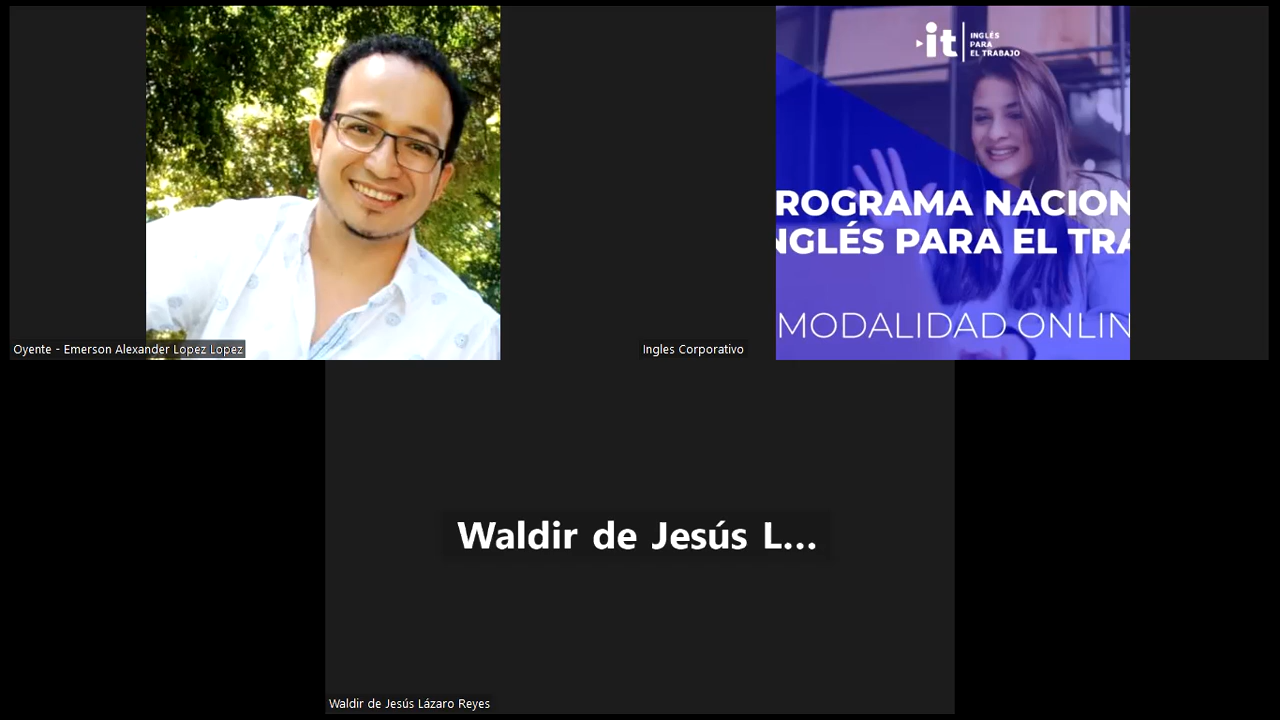 it
INGLÉS
PARA
EL TRABAJO
ROGRAMA NACION
NGLÉS PARA EL TRA
MODALIDAD ONLIN
Oyente - Emerson Alexander Lopez Lopez
Ingles Corporativo
Waldir de Jesús L...
Waldir de Jesús Lázaro Reyes